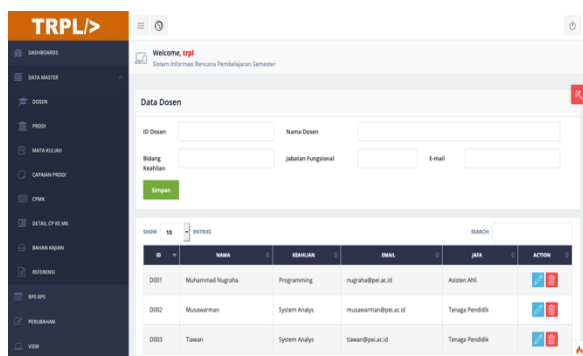 TRPL/>
DASHBOARDS
DATA MASTER
DOSEN
PRODI
MATA KULIAH
CAPAIAN PRODI
CPMK
DETAIL CP KE MK
BAHAN KAJIAN
REFERENSI
RPS RPS
PERUBAHAN
VIEW
Welcome, trpl
Sistem Informasi Rencana Pembelajaran Semester
Data Dosen
ID Dosen Nama Dosen
Bidang Keahlian Jabatan Fungsional E-mail
Simpan
SHOW 10 ENTRIES SEARCH:
ID NAMA KEAHLIAN EMAIL JAFA ACTION
D001 Muhammad Nugraha Programming nugraha@pei.ac.id Asisten Ahli
D002 Musawarman System Analys musawarman@pei.ac.id Tenaga Pendidik
D003 Tiawan System Analys tiawan@pei.ac.id Tenaga Pendidik